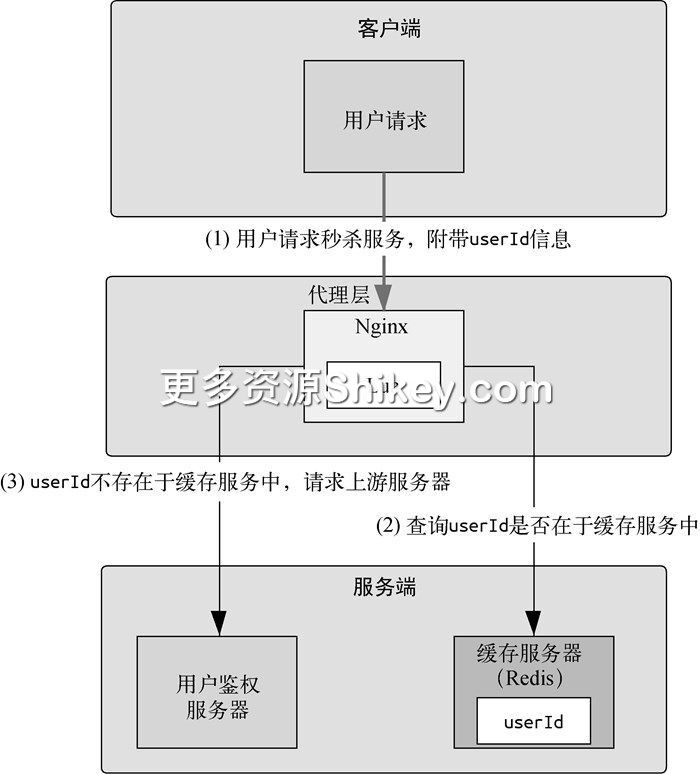 客户端
用户请求
(1) 用户请求秒杀服务，附带userId信息
代理层
Nginx
更多资源Shikey.com
(3) userId不存在于缓存服务中，请求上游服务器
(2) 查询userId是否在于缓存服务中
服务端
用户鉴权
服务器
缓存服务器
（Redis）
userId